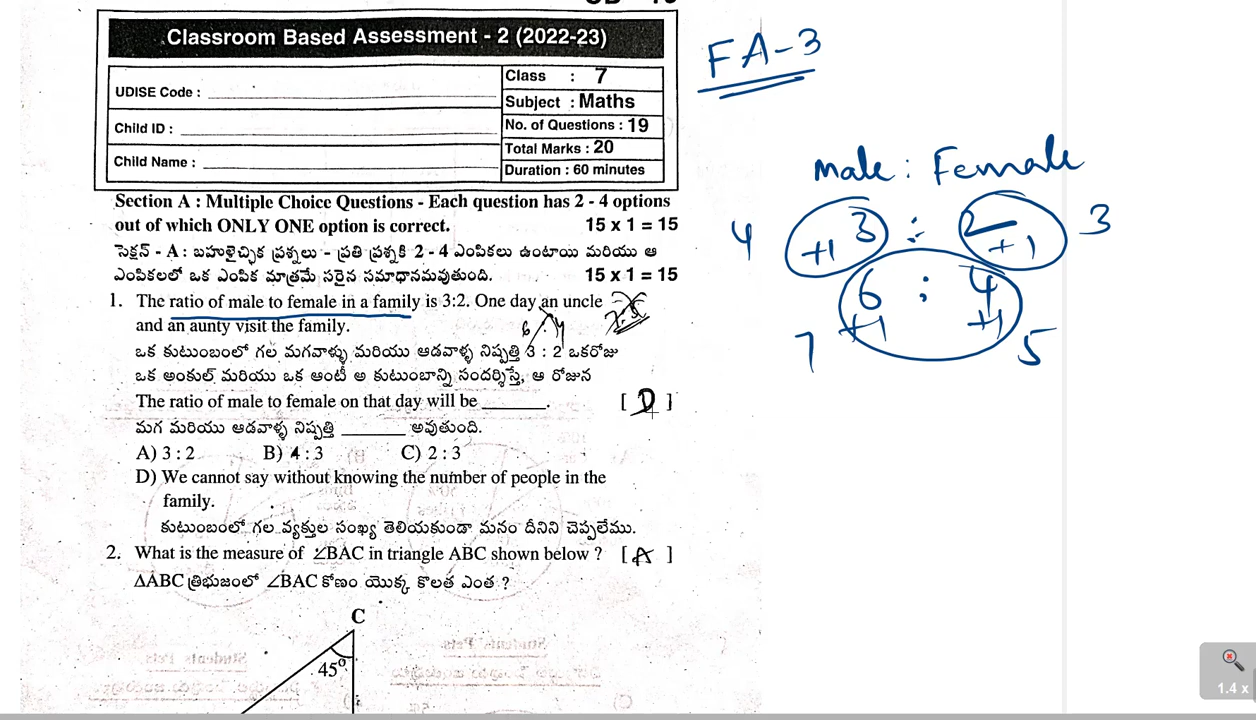 Classroom Based Assessment - 2 (2022-23)
UDISE Code :
Child ID :
Child Name :
Class : 7
Subject : Maths
No. of Questions : 19
Total Marks : 20
Duration : 60 minutes
Section A : Multiple Choice Questions - Each question has 2 - 4 options
out of which ONLY ONE option is correct. 15 x 1 = 15
సెక్షన్ - A : బహుళైచ్ఛిక ప్రశ్నలు - ప్రతి ప్రశ్నకి 2 - 4 ఎంపికలు ఉంటాయి మరియు ఆ
ఎంపికలలో ఒక ఎంపిక మాత్రమే సరైన సమాధానమవుతుంది. 15 x 1 = 15
1. The ratio of male to female in a family is 3:2. One day an uncle
and an aunty visit the family.
6 4
ఒక కుటుంబంలో గల మగవాళ్ళు మరియు ఆడవాళ్ళ నిష్పత్తి 3 : 2 ఒకరోజు
ఒక అంకుల్ మరియు ఒక ఆంటీ ఆ కుటుంబాన్ని సందర్శిస్తే, ఆ రోజున
The ratio of male to female on that day will be ________. [ D ]
మగ మరియు ఆడవాళ్ళ నిష్పత్తి ________ అవుతుంది.
A) 3 : 2 B) 4 : 3 C) 2 : 3
D) We cannot say without knowing the number of people in the
family.
కుటుంబంలో గల వ్యక్తుల సంఖ్య తెలియకుండా మనం దీనిని చెప్పలేము.
2. What is the measure of ∠BAC in triangle ABC shown below ? [ A ]
ΔABC త్రిభుజంలో ∠BAC కోణం యొక్క కొలత ఎంత ?
C
45°
FA-3
male : Female
4 3 : 2 3
+1 +1
6 : 4
7 +1 +1 5
1.4 x